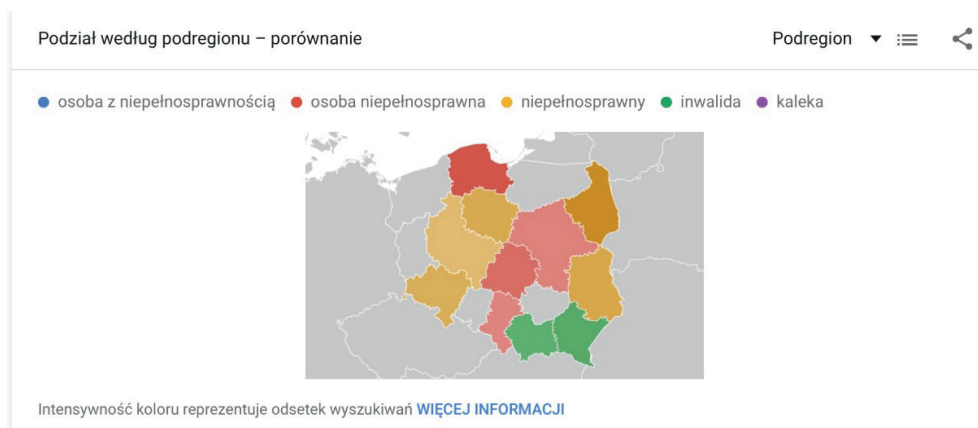 Podział według podregionu – porównanie
Podregion
osoba z niepełnosprawnością osoba niepełnosprawna niepełnosprawny inwalida kaleka
Intensywność koloru reprezentuje odsetek wyszukiwań WIĘCEJ INFORMACJI